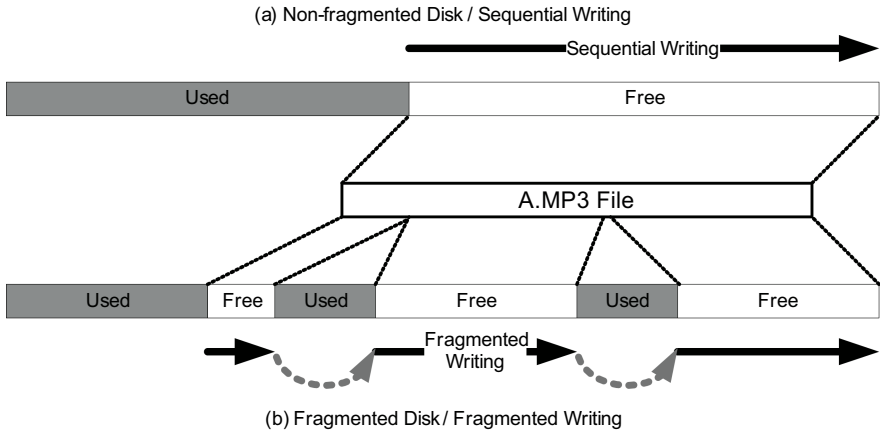 (a) Non-fragmented Disk / Sequential Writing
Sequential Writing
Used Free
A.MP3 File
Used Free Used Free Used Free
Fragmented
Writing
(b) Fragmented Disk / Fragmented Writing